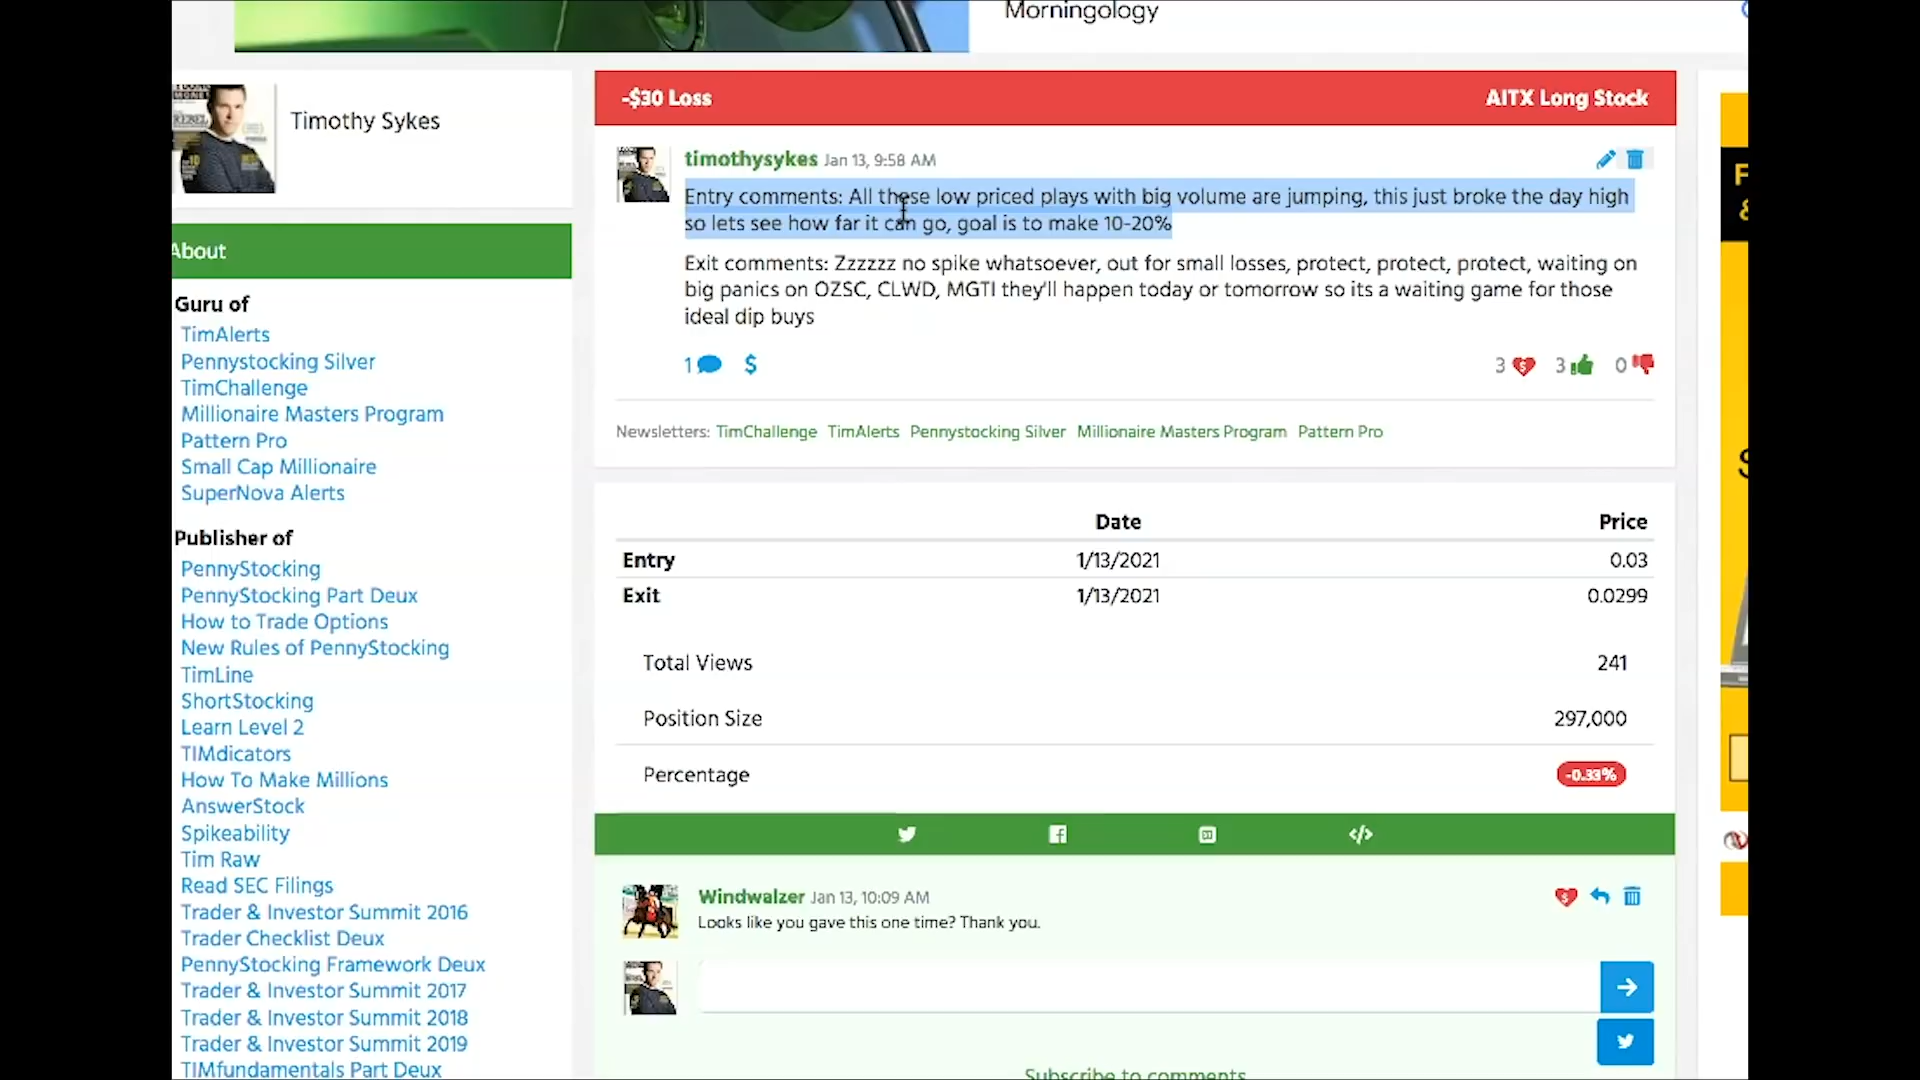 Morningology
Timothy Sykes
About
Guru of
TimAlerts
Pennystocking Silver
TimChallenge
Millionaire Masters Program
Pattern Pro
Small Cap Millionaire
SuperNova Alerts
Publisher of
PennyStocking
PennyStocking Part Deux
How to Trade Options
New Rules of PennyStocking
TimLine
ShortStocking
Learn Level 2
TIMdicators
How To Make Millions
AnswerStock
Spikeability
Tim Raw
Read SEC Filings
Trader & Investor Summit 2016
Trader Checklist Deux
PennyStocking Framework Deux
Trader & Investor Summit 2017
Trader & Investor Summit 2018
Trader & Investor Summit 2019
TIMfundamentals Part Deux
-$30 Loss AITX Long Stock
timothysykes Jan 13, 9:58 AM
Entry comments: All these low priced plays with big volume are jumping, this just broke the day high
so lets see how far it can go, goal is to make 10-20%
Exit comments: Zzzzzz no spike whatsoever, out for small losses, protect, protect, protect, waiting on
big panics on OZSC, CLWD, MGTI they'll happen today or tomorrow so its a waiting game for those
ideal dip buys
1 $ 3 3 0
Newsletters: TimChallenge TimAlerts Pennystocking Silver Millionaire Masters Program Pattern Pro
Date Price
Entry 1/13/2021 0.03
Exit 1/13/2021 0.0299
Total Views 241
Position Size 297,000
Percentage -0.33%
Windwalzer Jan 13, 10:09 AM
Looks like you gave this one time? Thank you.
Subscribe to comments